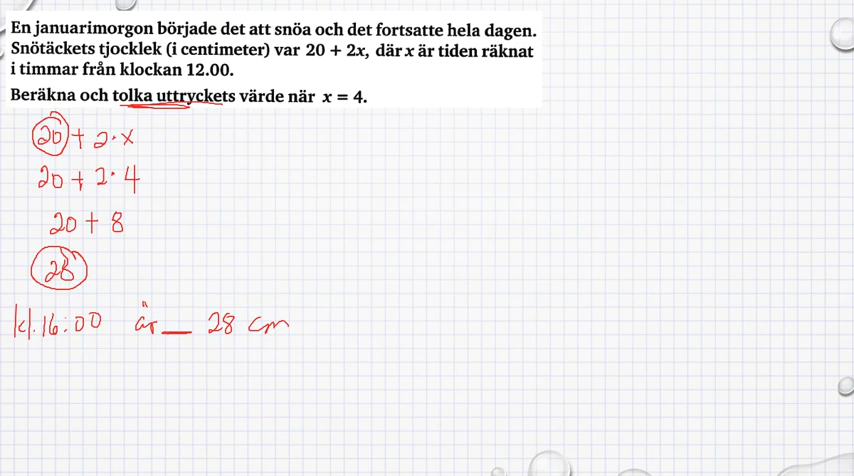 En januarimorgon började det att snöa och det fortsatte hela dagen.
Snötäckets tjocklek (i centimeter) var 20 + 2x, där x är tiden räknat
i timmar från klockan 12.00.
Beräkna och tolka uttryckets värde när x = 4.
20 + 2·x
20 + 2·4
20 + 8
28
kl.16:00 är __ 28 cm